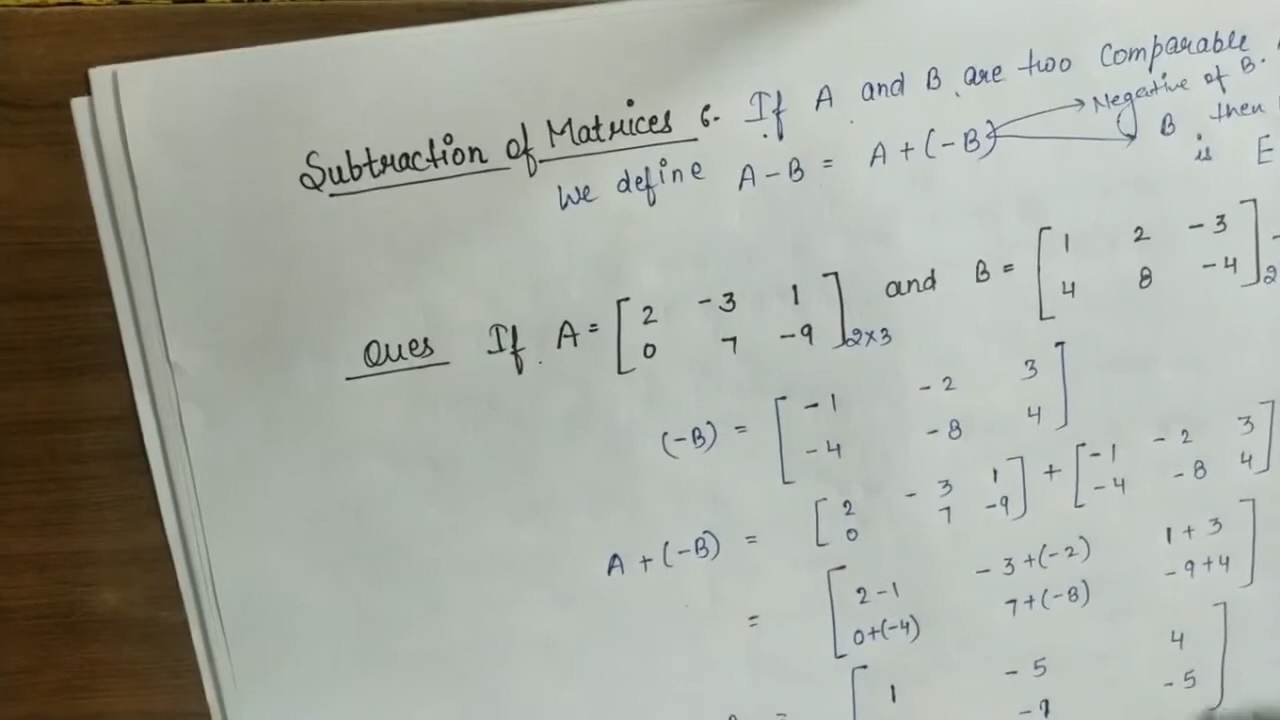 Subtraction of Matrices :- If A and B are two Comparable
Negative of B.
We define A-B = A+(-B) B then
is E
Ques If A = [ 2 -3 1
0 7 -9 ] 2×3 and B = [ 1 2 -3
4 8 -4 ] 2
(-B) = [ -1 -2 3
-4 -8 4 ]
A+(-B) = [ 2 -3 1
0 7 -9 ] + [ -1 -2 3
-4 -8 4 ]
= [ 2-1 -3+(-2) 1+3
0+(-4) 7+(-8) -9+4 ]
[ 1 -5 4
-1 -5 ]